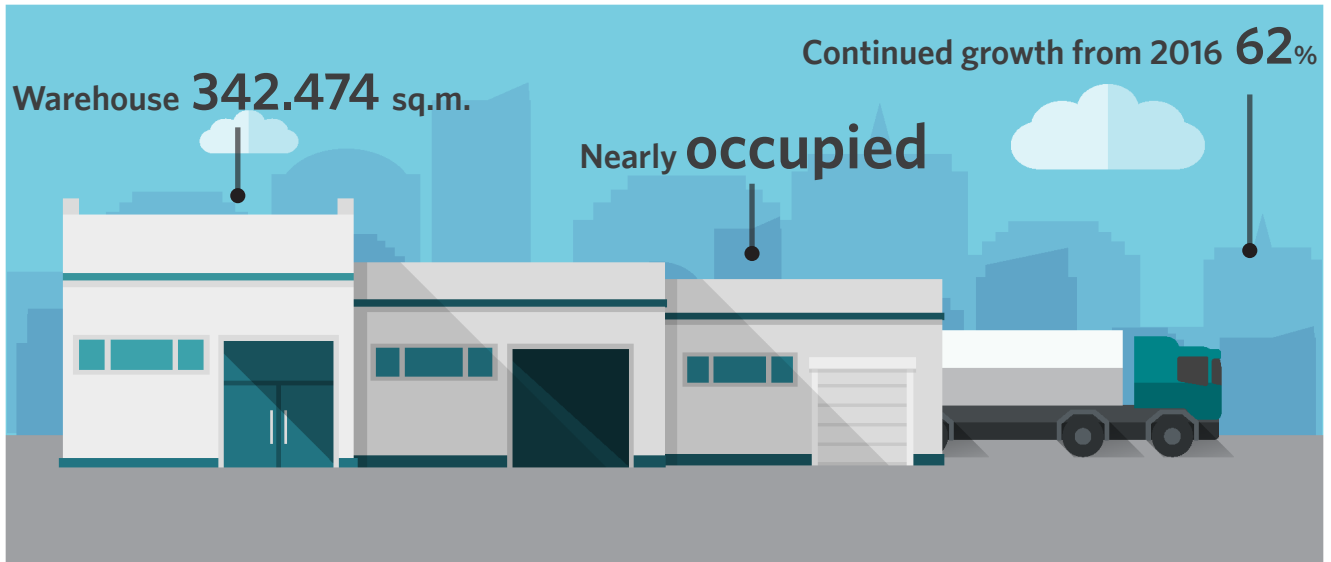 Warehouse 342.474 sq.m.
Nearly occupied
Continued growth from 2016 62%